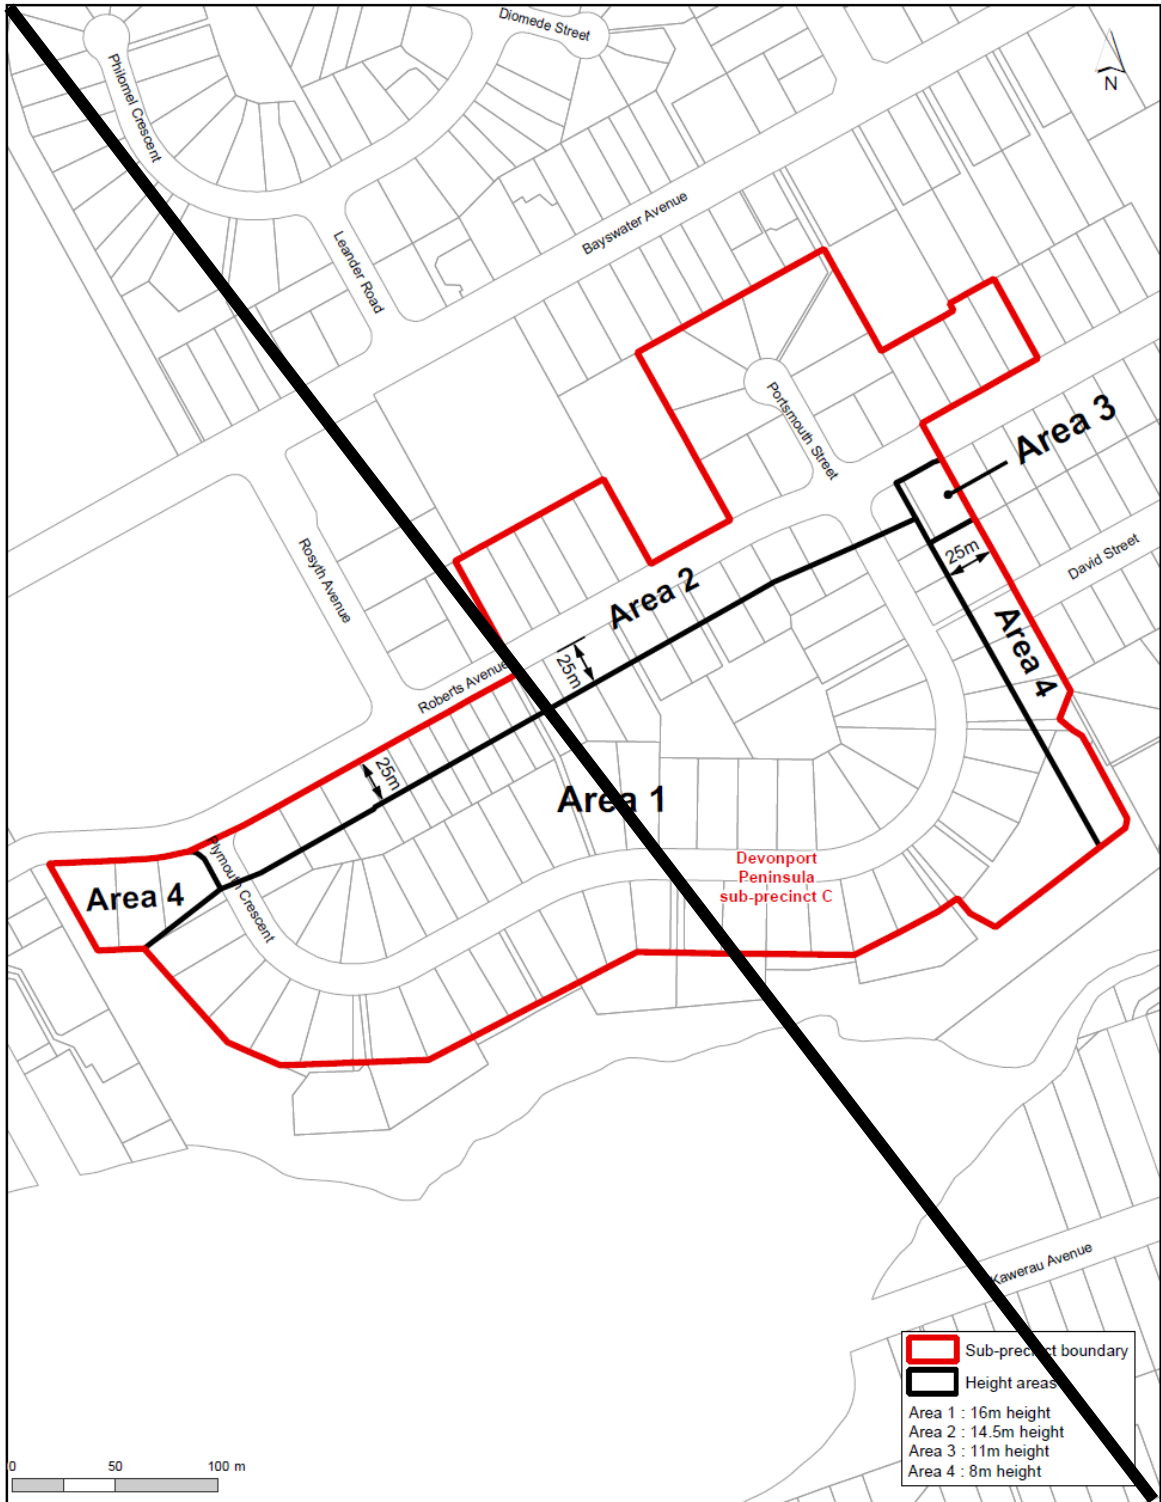 Diomede Street
Philomel Crescent
N
Bayswater Avenue
Leander Road
Portsmouth Street
Area 3
Rosyth Avenue
25m
David Street
Area 2
Area 4
25m
Roberts Avenue
25m
Area 1
Plymouth Crescent
Devonport
Peninsula
sub-precinct C
Area 4
Kawerau Avenue
Sub-precinct boundary
Height areas
Area 1 : 16m height
Area 2 : 14.5m height
Area 3 : 11m height
Area 4 : 8m height
0 50 100 m